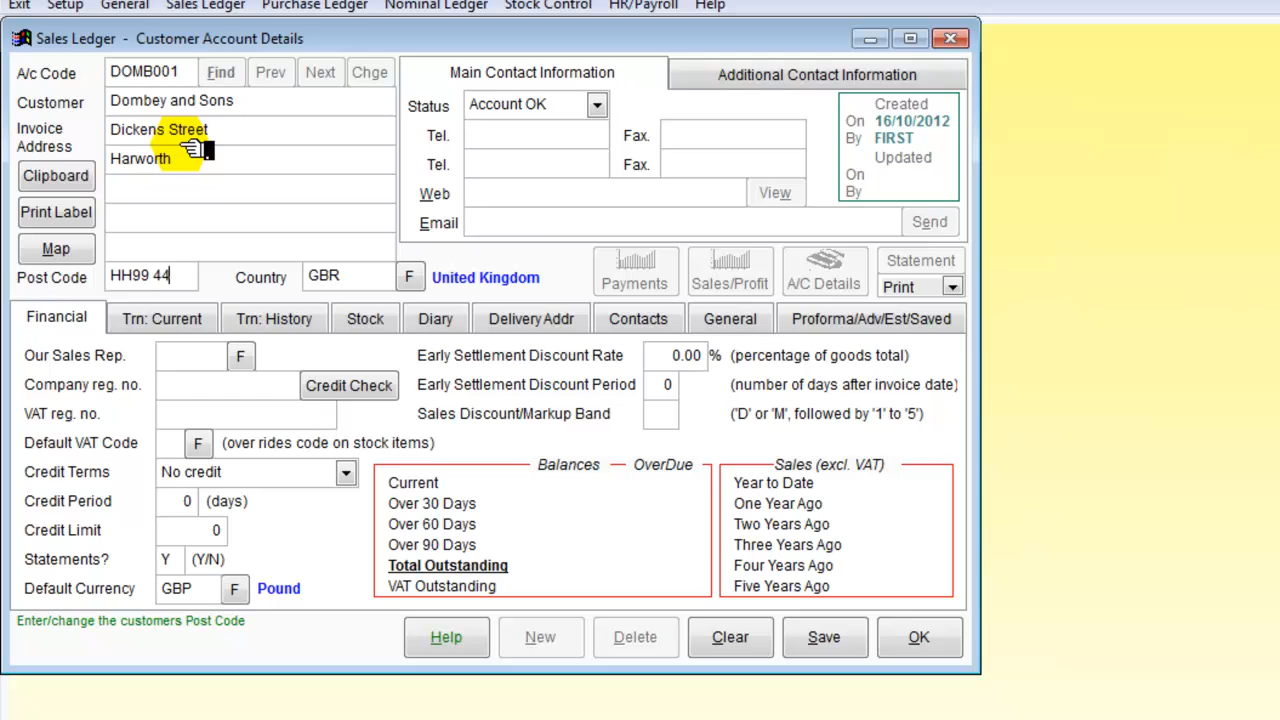 Exit Setup General Sales Ledger Purchase Ledger Nominal Ledger Stock Control HR/Payroll Help
Sales Ledger - Customer Account Details
A/c Code DOMB001 Find Prev Next Chge
Customer Dombey and Sons
Invoice Address Dickens Street
Harworth
Clipboard
Print Label
Map
Post Code HH99 44 Country GBR F United Kingdom
Main Contact Information Additional Contact Information
Status Account OK
Tel. Fax.
Tel. Fax.
Web View
Email Send
Created
On 16/10/2012
By FIRST
Updated
On
By
Payments Sales/Profit A/C Details Statement
Print
Financial Trn: Current Trn: History Stock Diary Delivery Addr Contacts General Proforma/Adv/Est/Saved
Our Sales Rep. F
Company reg. no. Credit Check
VAT reg. no.
Default VAT Code F (over rides code on stock items)
Credit Terms No credit
Credit Period 0 (days)
Credit Limit 0
Statements? Y (Y/N)
Default Currency GBP F Pound
Early Settlement Discount Rate 0.00 % (percentage of goods total)
Early Settlement Discount Period 0 (number of days after invoice date)
Sales Discount/Markup Band ('D' or 'M', followed by '1' to '5')
Balances OverDue
Current
Over 30 Days
Over 60 Days
Over 90 Days
Total Outstanding
VAT Outstanding
Sales (excl. VAT)
Year to Date
One Year Ago
Two Years Ago
Three Years Ago
Four Years Ago
Five Years Ago
Enter/change the customers Post Code
Help New Delete Clear Save OK